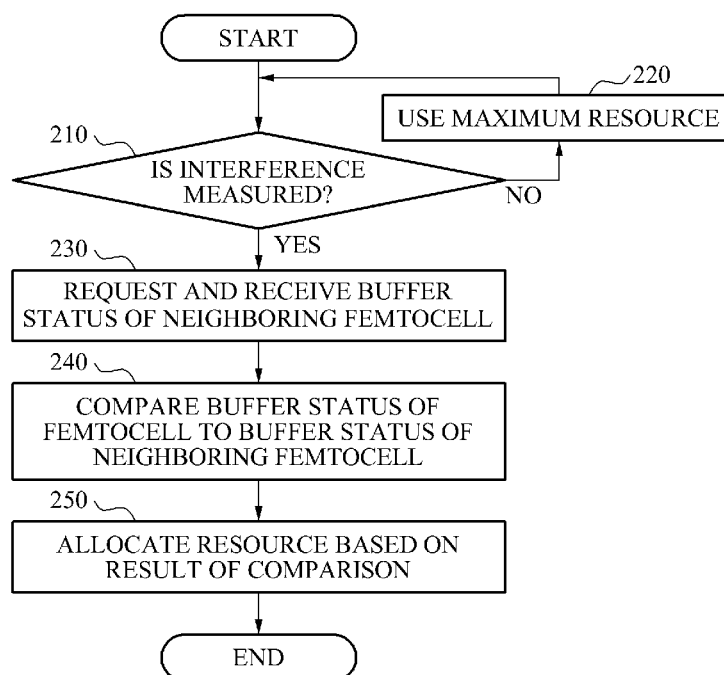 START
220
USE MAXIMUM RESOURCE
210
IS INTERFERENCE
MEASURED?
NO
YES
230
REQUEST AND RECEIVE BUFFER
STATUS OF NEIGHBORING FEMTOCELL
240
COMPARE BUFFER STATUS OF
FEMTOCELL TO BUFFER STATUS OF
NEIGHBORING FEMTOCELL
250
ALLOCATE RESOURCE BASED ON
RESULT OF COMPARISON
END